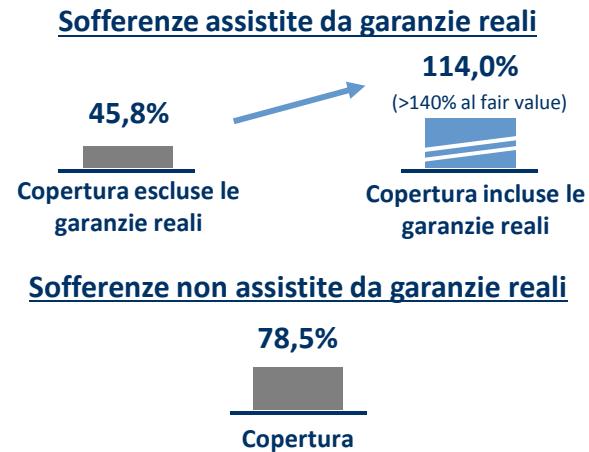 Sofferenze assistite da garanzie reali
114,0%
(>140% al fair value)
45,8%
Copertura escluse le
garanzie reali
Copertura incluse le
garanzie reali
Sofferenze non assistite da garanzie reali
78,5%
Copertura